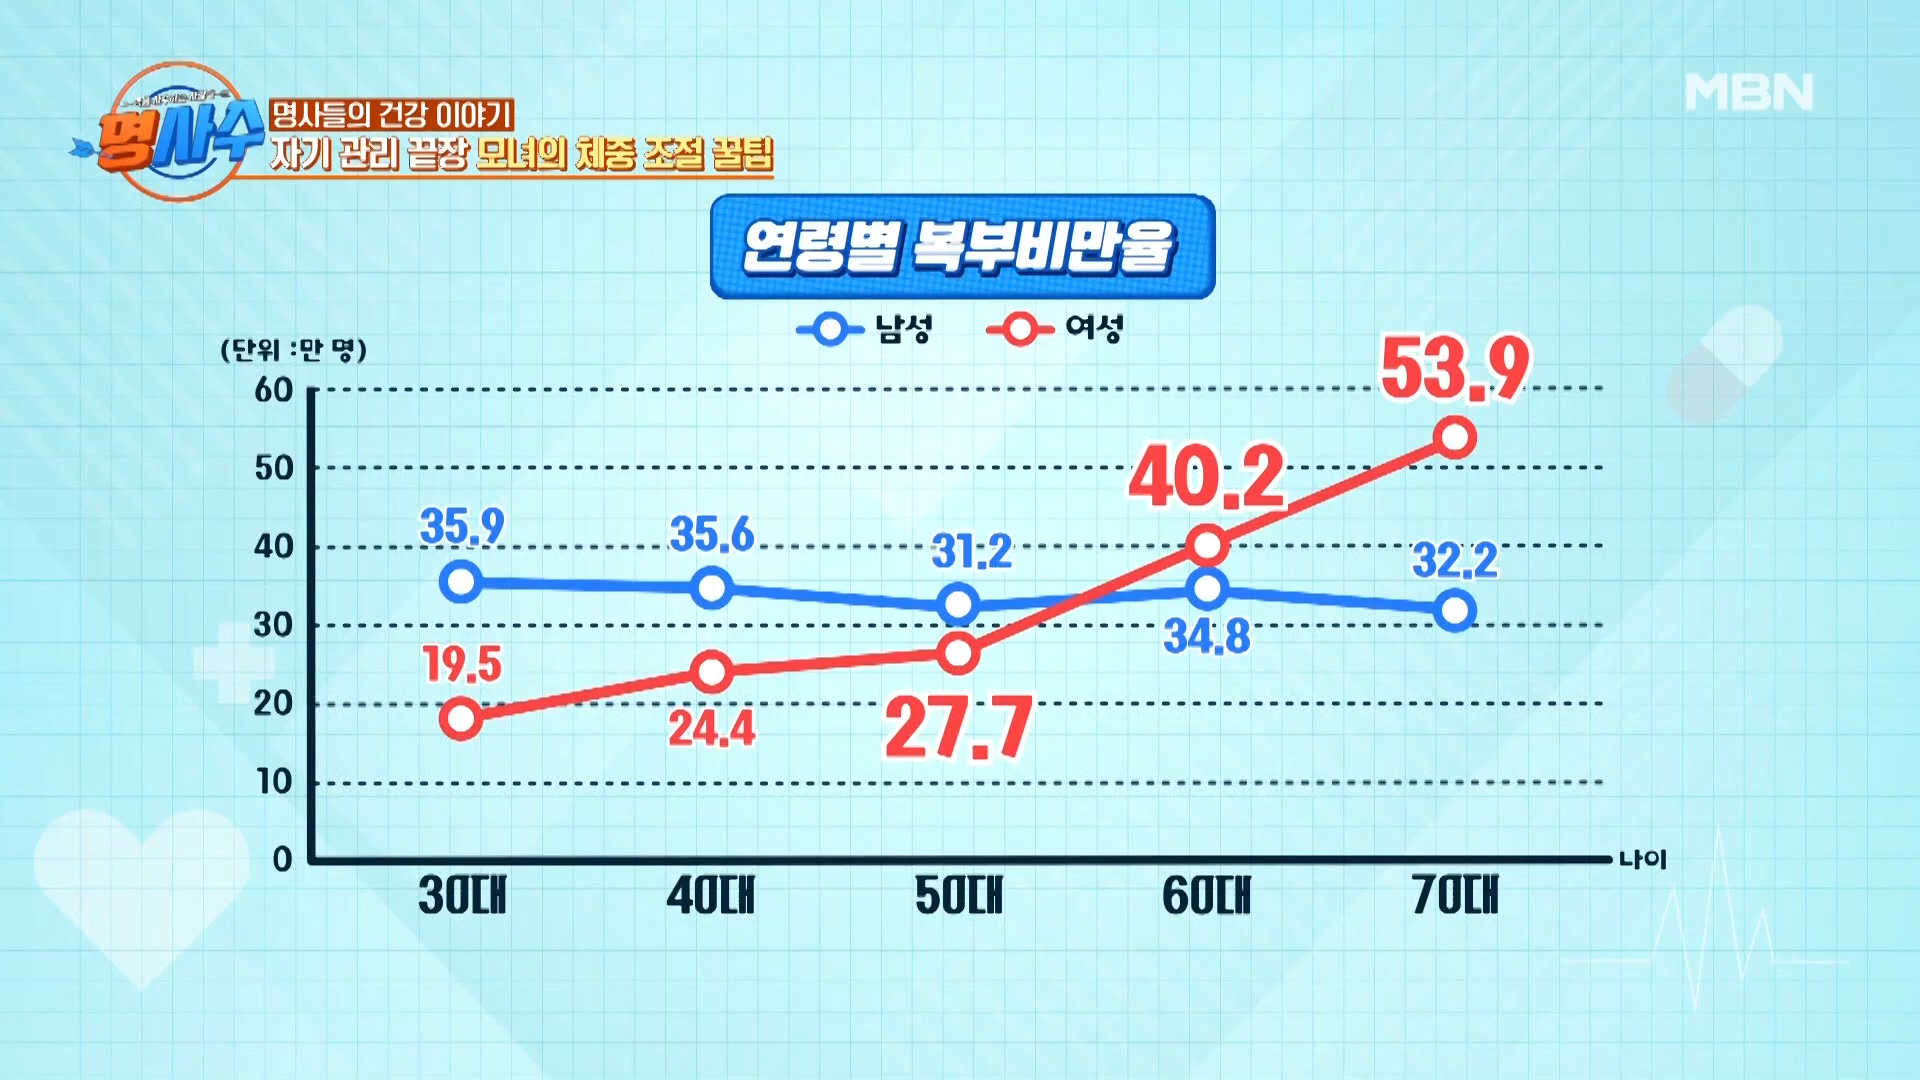 명사수
명사들의 건강 이야기
자기 관리 끝장 모녀의 체중 조절 꿀팁
MBN
연령별 복부비만율
남성 여성
(단위 :만 명)
60
50
40
30
20
10
0
35.9
35.6
31.2
34.8
32.2
19.5
24.4
27.7
40.2
53.9
30대 40대 50대 60대 70대
나이